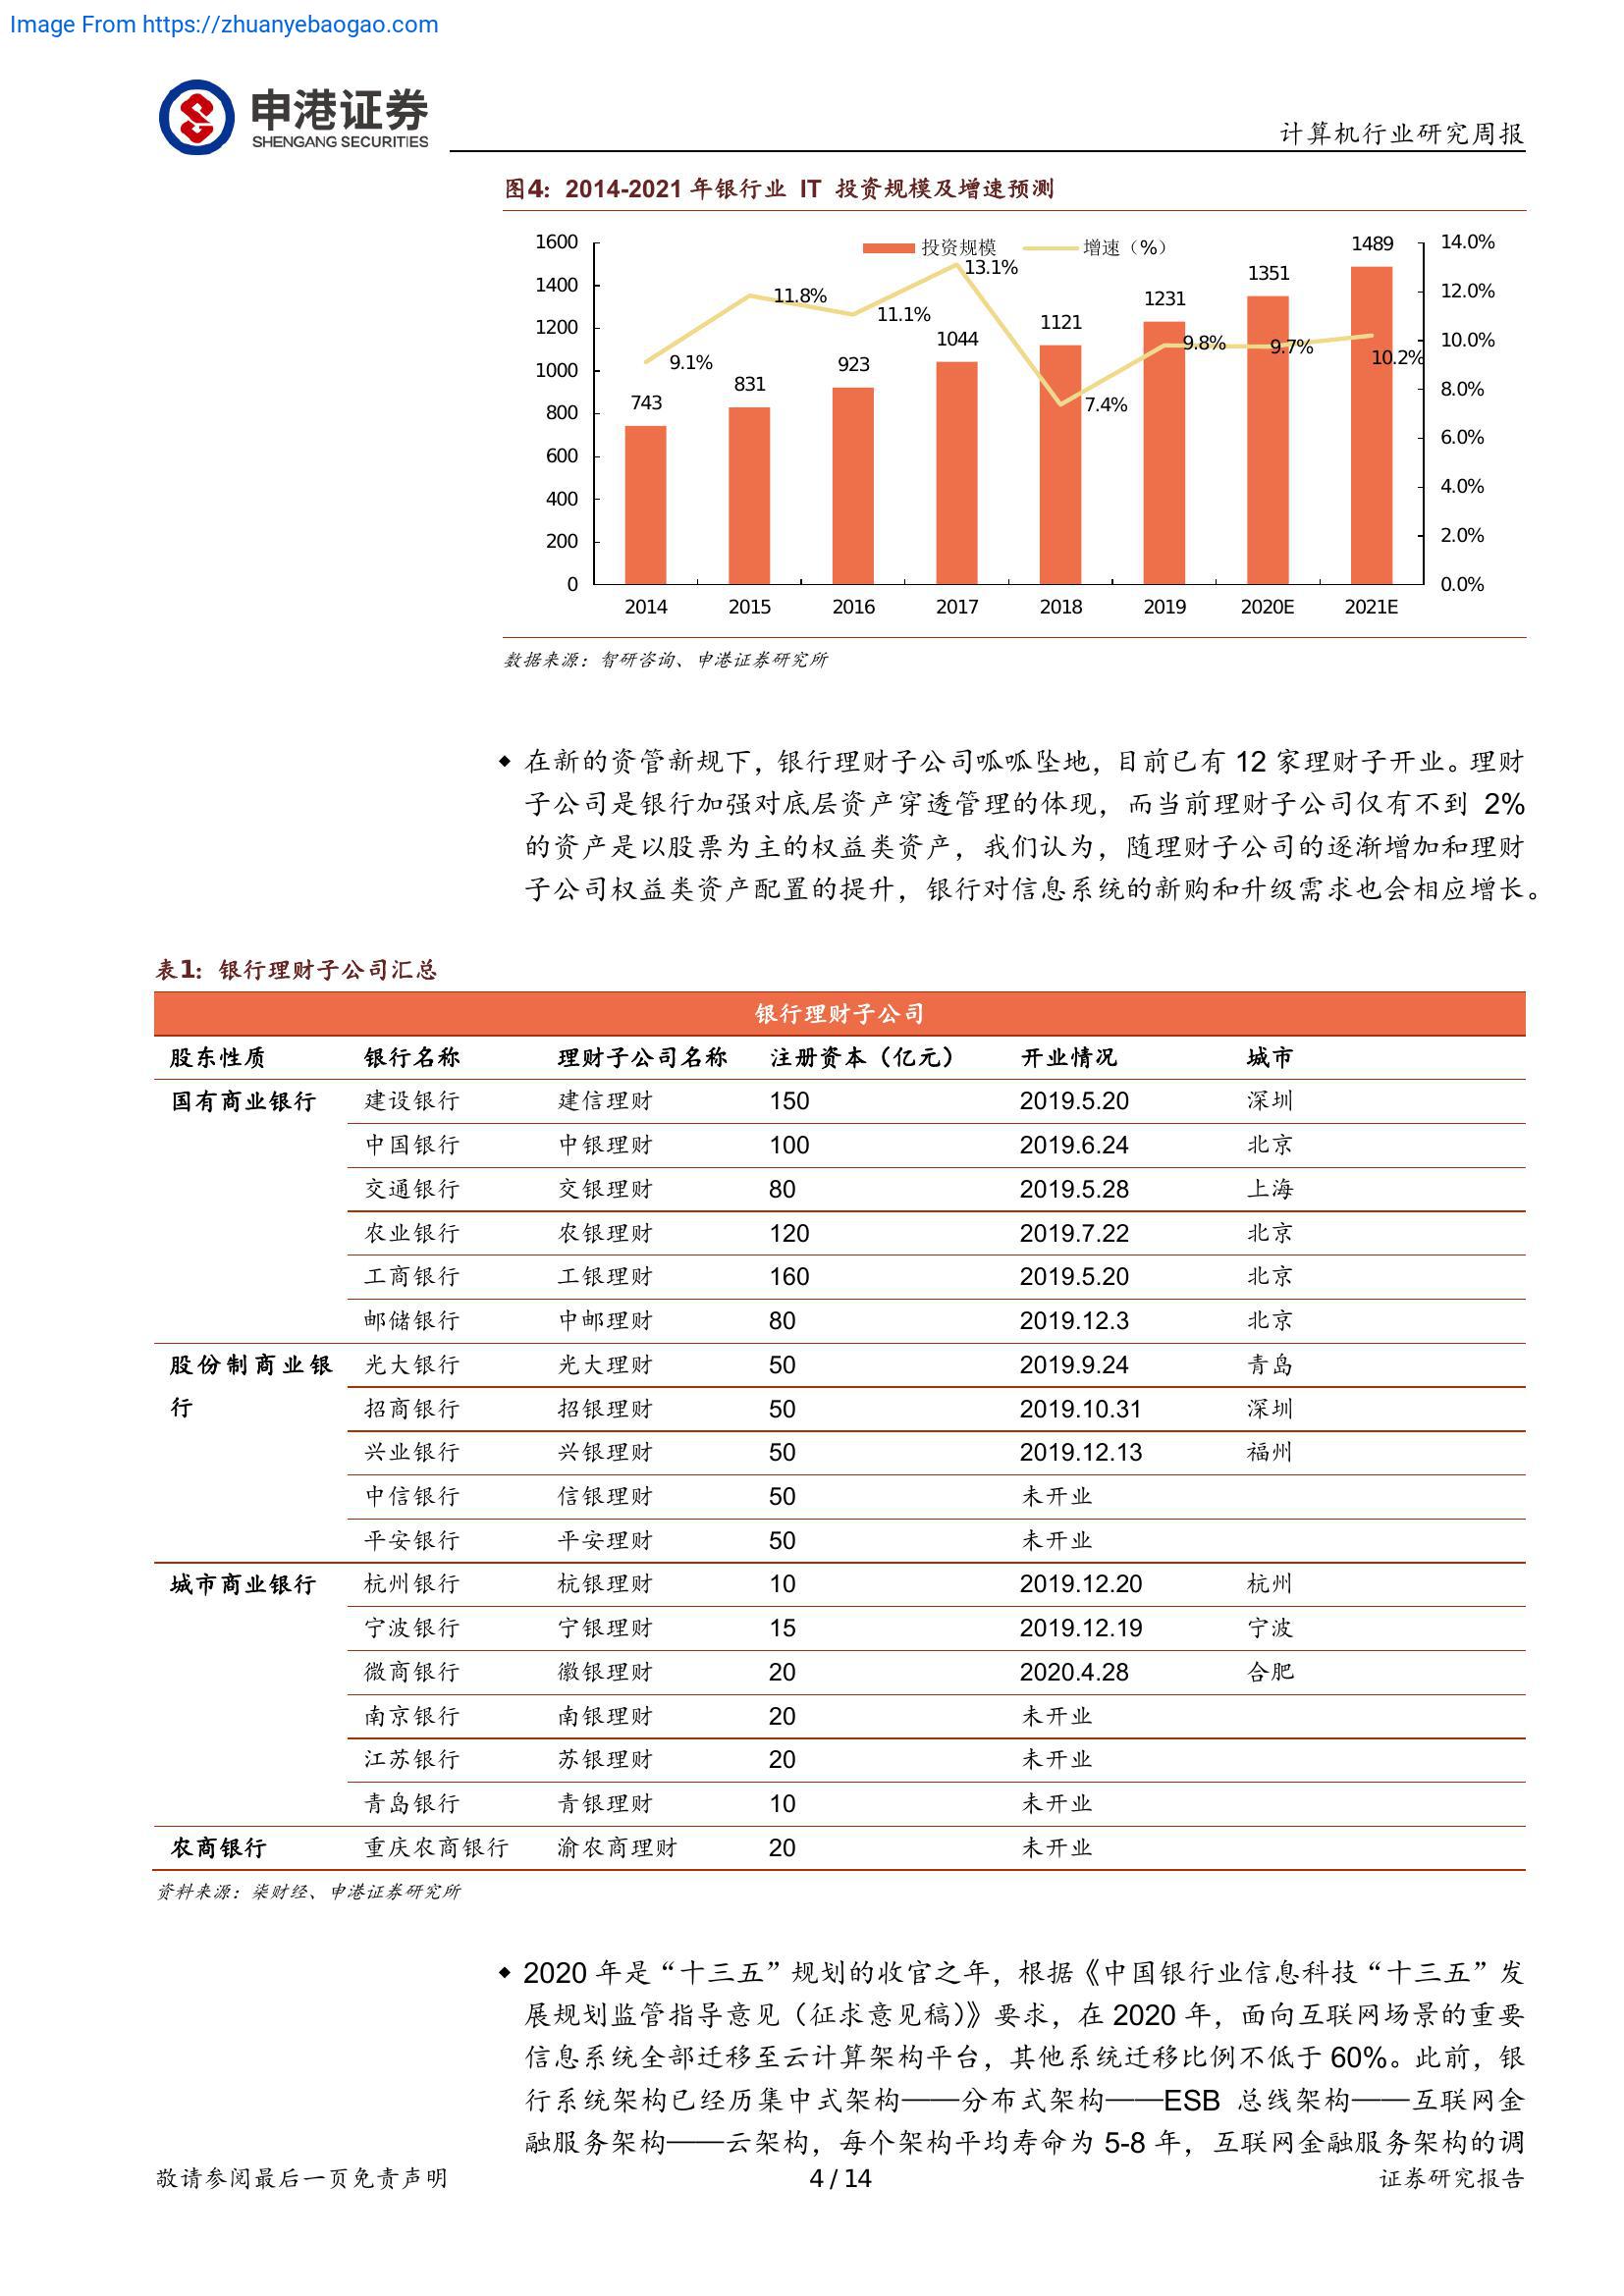 Image From https://zhuanyebaogao.com
申港证券
SHENGANG SECURITIES
计算机行业研究周报
图4：2014-2021 年银行业 IT 投资规模及增速预测
投资规模 增速（%）
1600 1400 1200 1000 800 600 400 200 0
14.0% 12.0% 10.0% 8.0% 6.0% 4.0% 2.0% 0.0%
743 831 923 1044 1121 1231 1351 1489
9.1% 11.8% 11.1% 13.1% 7.4% 9.8% 9.7% 10.2%
2014 2015 2016 2017 2018 2019 2020E 2021E
数据来源：智研咨询、申港证券研究所
◆ 在新的资管新规下，银行理财子公司呱呱坠地，目前已有 12 家理财子开业。理财
子公司是银行加强对底层资产穿透管理的体现，而当前理财子公司仅有不到 2%
的资产是以股票为主的权益类资产，我们认为，随理财子公司的逐渐增加和理财
子公司权益类资产配置的提升，银行对信息系统的新购和升级需求也会相应增长。
表1：银行理财子公司汇总
银行理财子公司
股东性质 银行名称 理财子公司名称 注册资本（亿元） 开业情况 城市
国有商业银行 建设银行 建信理财 150 2019.5.20 深圳
中国银行 中银理财 100 2019.6.24 北京
交通银行 交银理财 80 2019.5.28 上海
农业银行 农银理财 120 2019.7.22 北京
工商银行 工银理财 160 2019.5.20 北京
邮储银行 中邮理财 80 2019.12.3 北京
股份制商业银 光大银行 光大理财 50 2019.9.24 青岛
行 招商银行 招银理财 50 2019.10.31 深圳
兴业银行 兴银理财 50 2019.12.13 福州
中信银行 信银理财 50 未开业
平安银行 平安理财 50 未开业
城市商业银行 杭州银行 杭银理财 10 2019.12.20 杭州
宁波银行 宁银理财 15 2019.12.19 宁波
微商银行 徽银理财 20 2020.4.28 合肥
南京银行 南银理财 20 未开业
江苏银行 苏银理财 20 未开业
青岛银行 青银理财 10 未开业
农商银行 重庆农商银行 渝农商理财 20 未开业
资料来源：柒财经、申港证券研究所
◆ 2020 年是“十三五”规划的收官之年，根据《中国银行业信息科技“十三五”发
展规划监管指导意见（征求意见稿）》要求，在 2020 年，面向互联网场景的重要
信息系统全部迁移至云计算架构平台，其他系统迁移比例不低于 60%。此前，银
行系统架构已经历集中式架构——分布式架构——ESB 总线架构——互联网金
融服务架构——云架构，每个架构平均寿命为 5-8 年，互联网金融服务架构的调
敬请参阅最后一页免责声明
4 / 14
证券研究报告